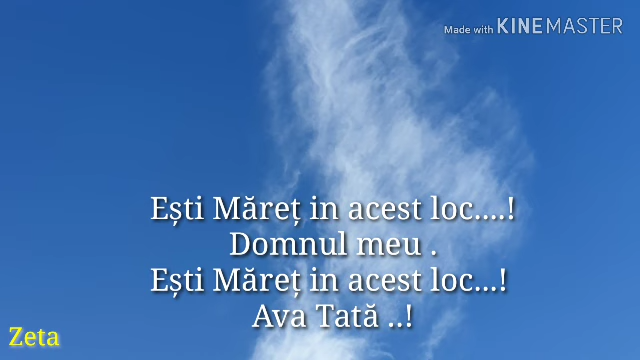 Made with KINEMASTER
Ești Măreț in acest loc....!
Domnul meu .
Ești Măreț in acest loc...!
Ava Tată ..!
Zeta